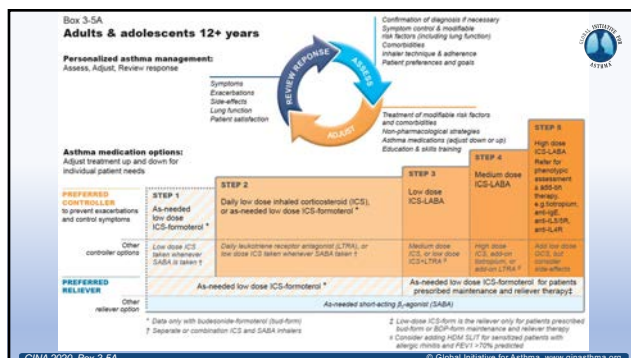 Box 3-5A
Adults & adolescents 12+ years
Personalized asthma management:
Assess, Adjust, Review response
Confirmation of diagnosis if necessary
Symptom control & modifiable
risk factors (including lung function)
Comorbidities
Inhaler technique & adherence
Patient preferences and goals
GLOBAL INITIATIVE FOR
ASTHMA
REVIEW REPONSE
ASSESS
ADJUST
Symptoms
Exacerbations
Side-effects
Lung function
Patient satisfaction
Treatment of modifiable risk factors
and comorbidities
Non-pharmacological strategies
Asthma medications (adjust down or up)
Education & skills training
Asthma medication options:
Adjust treatment up and down for
individual patient needs
PREFERRED
CONTROLLER
to prevent exacerbations
and control symptoms
STEP 1
As-needed
low dose
ICS-formoterol *
STEP 2
Daily low dose inhaled corticosteroid (ICS),
or as-needed low dose ICS-formoterol *
STEP 3
Low dose
ICS-LABA
STEP 4
Medium dose
ICS-LABA
STEP 5
High dose
ICS-LABA
Refer for
phenotypic
assessment
± add-on
therapy,
e.g.tiotropium,
anti-IgE,
anti-IL5/5R,
anti-IL4R
Other
controller options
Low dose ICS
taken whenever
SABA is taken †
Daily leukotriene receptor antagonist (LTRA), or
low dose ICS taken whenever SABA taken †
Medium dose
ICS, or low dose
ICS+LTRA #
High dose
ICS, add-on
tiotropium, or
add-on LTRA #
Add low dose
OCS, but
consider
side-effects
PREFERRED
RELIEVER
As-needed low dose ICS-formoterol *
As-needed low dose ICS-formoterol for patients
prescribed maintenance and reliever therapy‡
Other
reliever option
As-needed short-acting β₂-agonist (SABA)
* Data only with budesonide-formoterol (bud-form)
† Separate or combination ICS and SABA inhalers
‡ Low-dose ICS-form is the reliever only for patients prescribed
bud-form or BDP-form maintenance and reliever therapy
# Consider adding HDM SLIT for sensitized patients with
allergic rhinitis and FEV1 >70% predicted
GINA 2020, Box 3-5A
© Global Initiative for Asthma, www.ginasthma.org